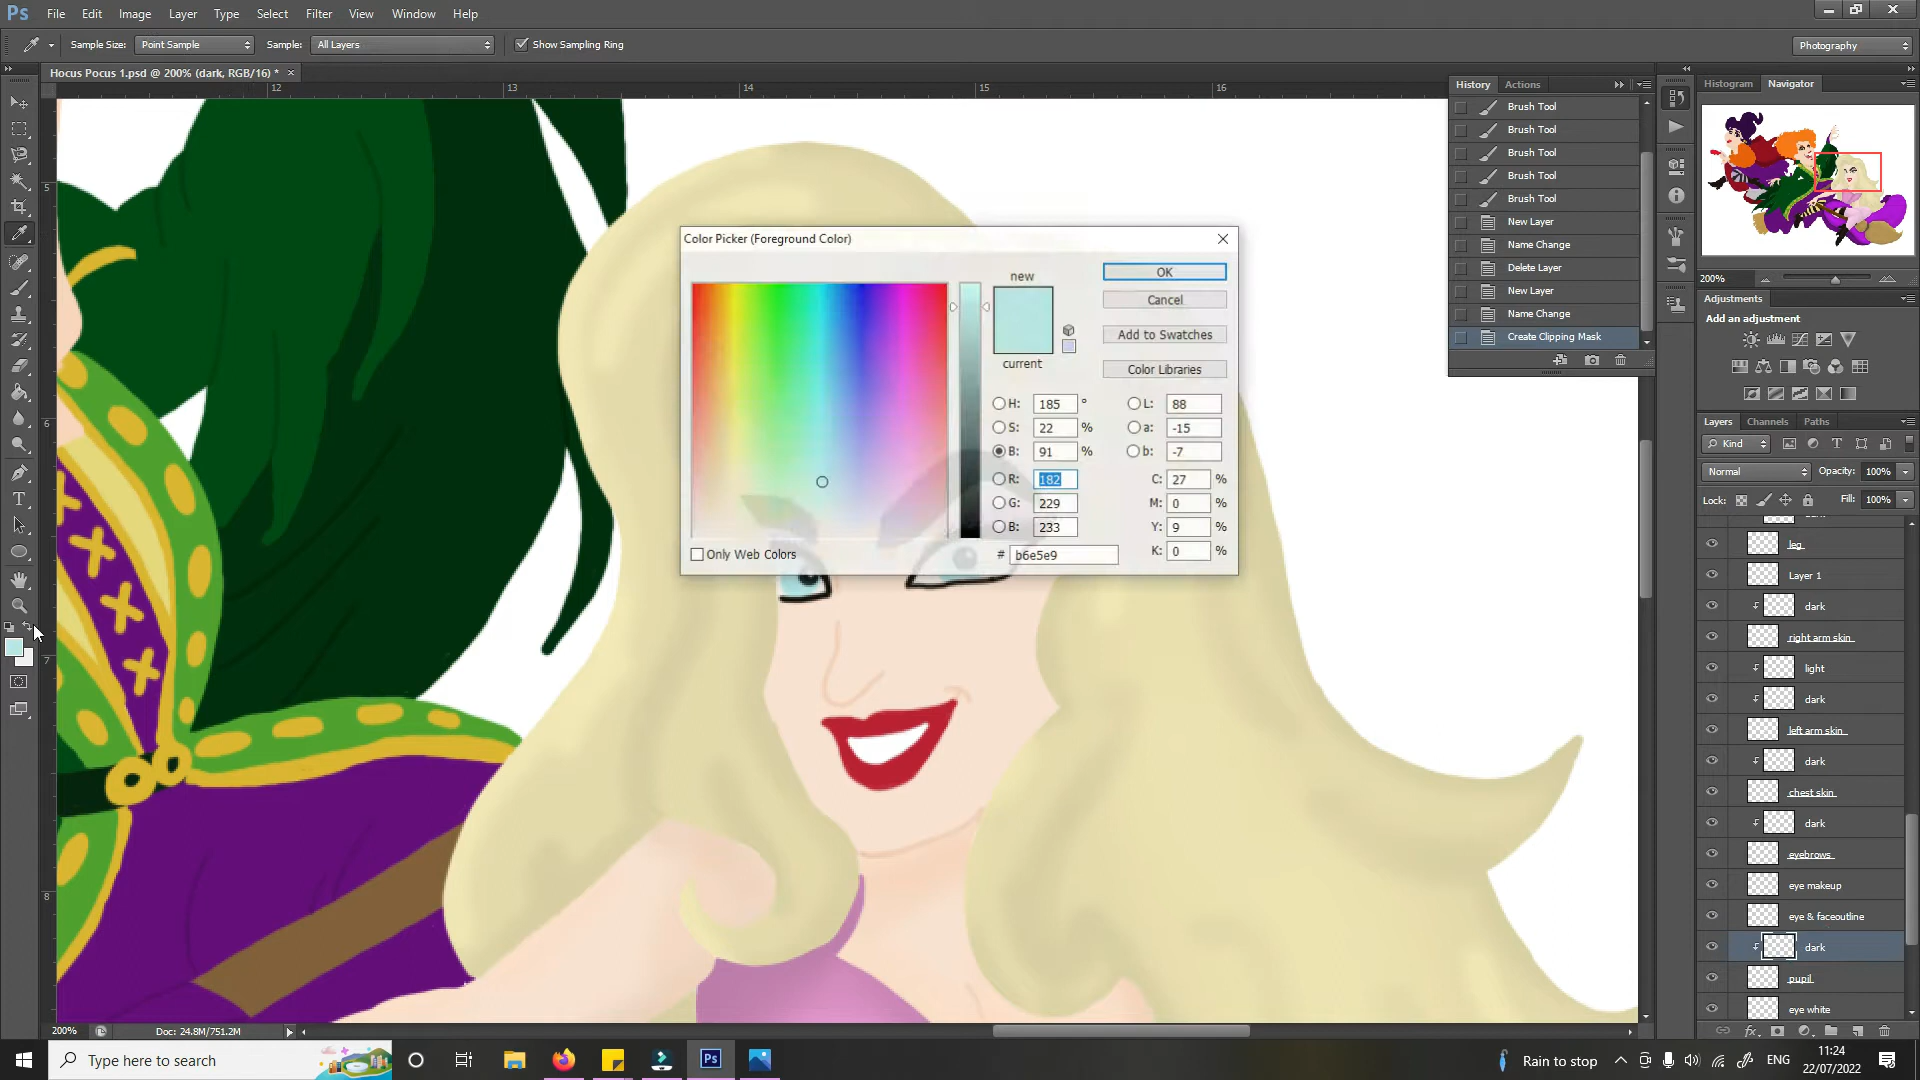 Ps File Edit Image Layer Type Select Filter View Window Help
Sample Size: Point Sample Sample: All Layers Show Sampling Ring Photography
Hocus Pocus 1.psd @ 200% (dark, RGB/16) * ×
12 13 14 15 16
5
6
7
8
History Actions
Brush Tool
Brush Tool
Brush Tool
Brush Tool
Brush Tool
New Layer
Name Change
Delete Layer
New Layer
Name Change
Create Clipping Mask
Histogram Navigator
200%
Adjustments
Add an adjustment
Layers Channels Paths
Kind
Normal Opacity: 100%
Lock: Fill: 100%
leg
Layer 1
dark
right arm skin
light
dark
left arm skin
dark
chest skin
dark
eyebrows
eye makeup
eye & faceoutline
dark
pupil
eye white
Color Picker (Foreground Color)
new
current
OK
Cancel
Add to Swatches
Color Libraries
H: 185 ° L: 88
S: 22 % a: -15
B: 91 % b: -7
R: 182 C: 27 %
G: 229 M: 0 %
B: 233 Y: 9 %
# b6e5e9 K: 0 %
Only Web Colors
200% Doc: 24.8M/751.2M
Type here to search
Ps
Rain to stop ENG 11:24
22/07/2022